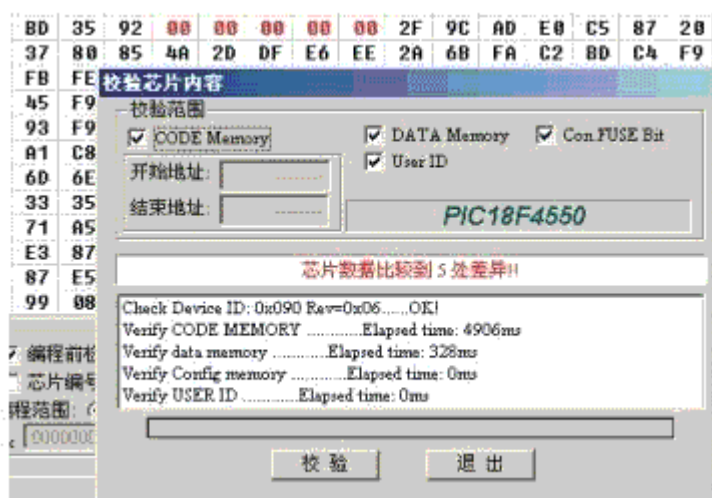 BD 35 92 00 00 00 00 00 2F 9C AD E0 C5 87 20
37 80 85 4A 2D DF E6 EE 2A 6B FA C2 BD C4 F9
FB FE
校验芯片内容
45 F9
校验范围
93 F9
CODE Memory
DATA Memory
Con.FUSE Bit
A1 C8
User ID
开始地址:
6D 6E
33 35
结束地址:
PIC18F4550
71 A5
E3 87
芯片数据比较到 5 处差异!!
87 E5
99 08
Check Device ID: 0x090 Rev=0x06......OK!
Verify CODE MEMORY ............Elapsed time: 4906ms
Verify data memory ............Elapsed time: 328ms
Verify Config memory ............Elapsed time: 0ms
Verify USER ID ............Elapsed time: 0ms
编程前检
芯片编号
程范围:
0000000
校 验
退 出